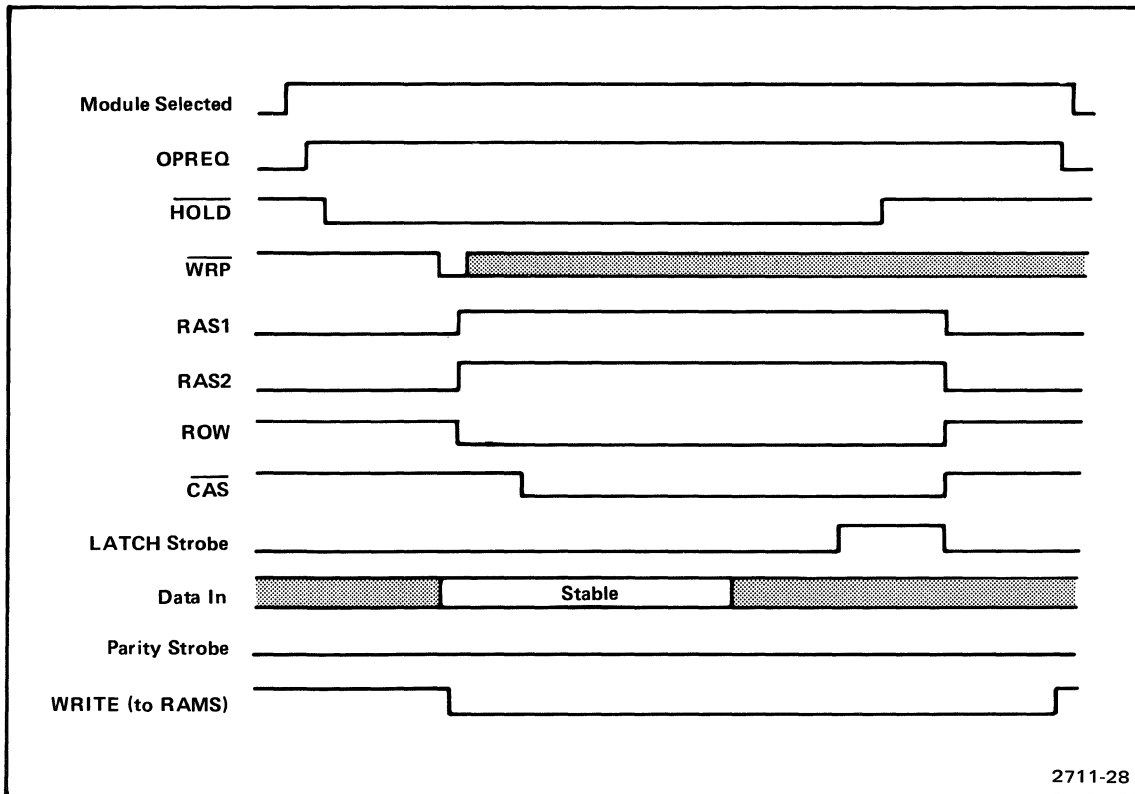 Module Selected
OPREQ
HOLD
WRP
RAS1
RAS2
ROW
CAS
LATCH Strobe
Data In
Stable
Parity Strobe
WRITE (to RAMS)
2711-28